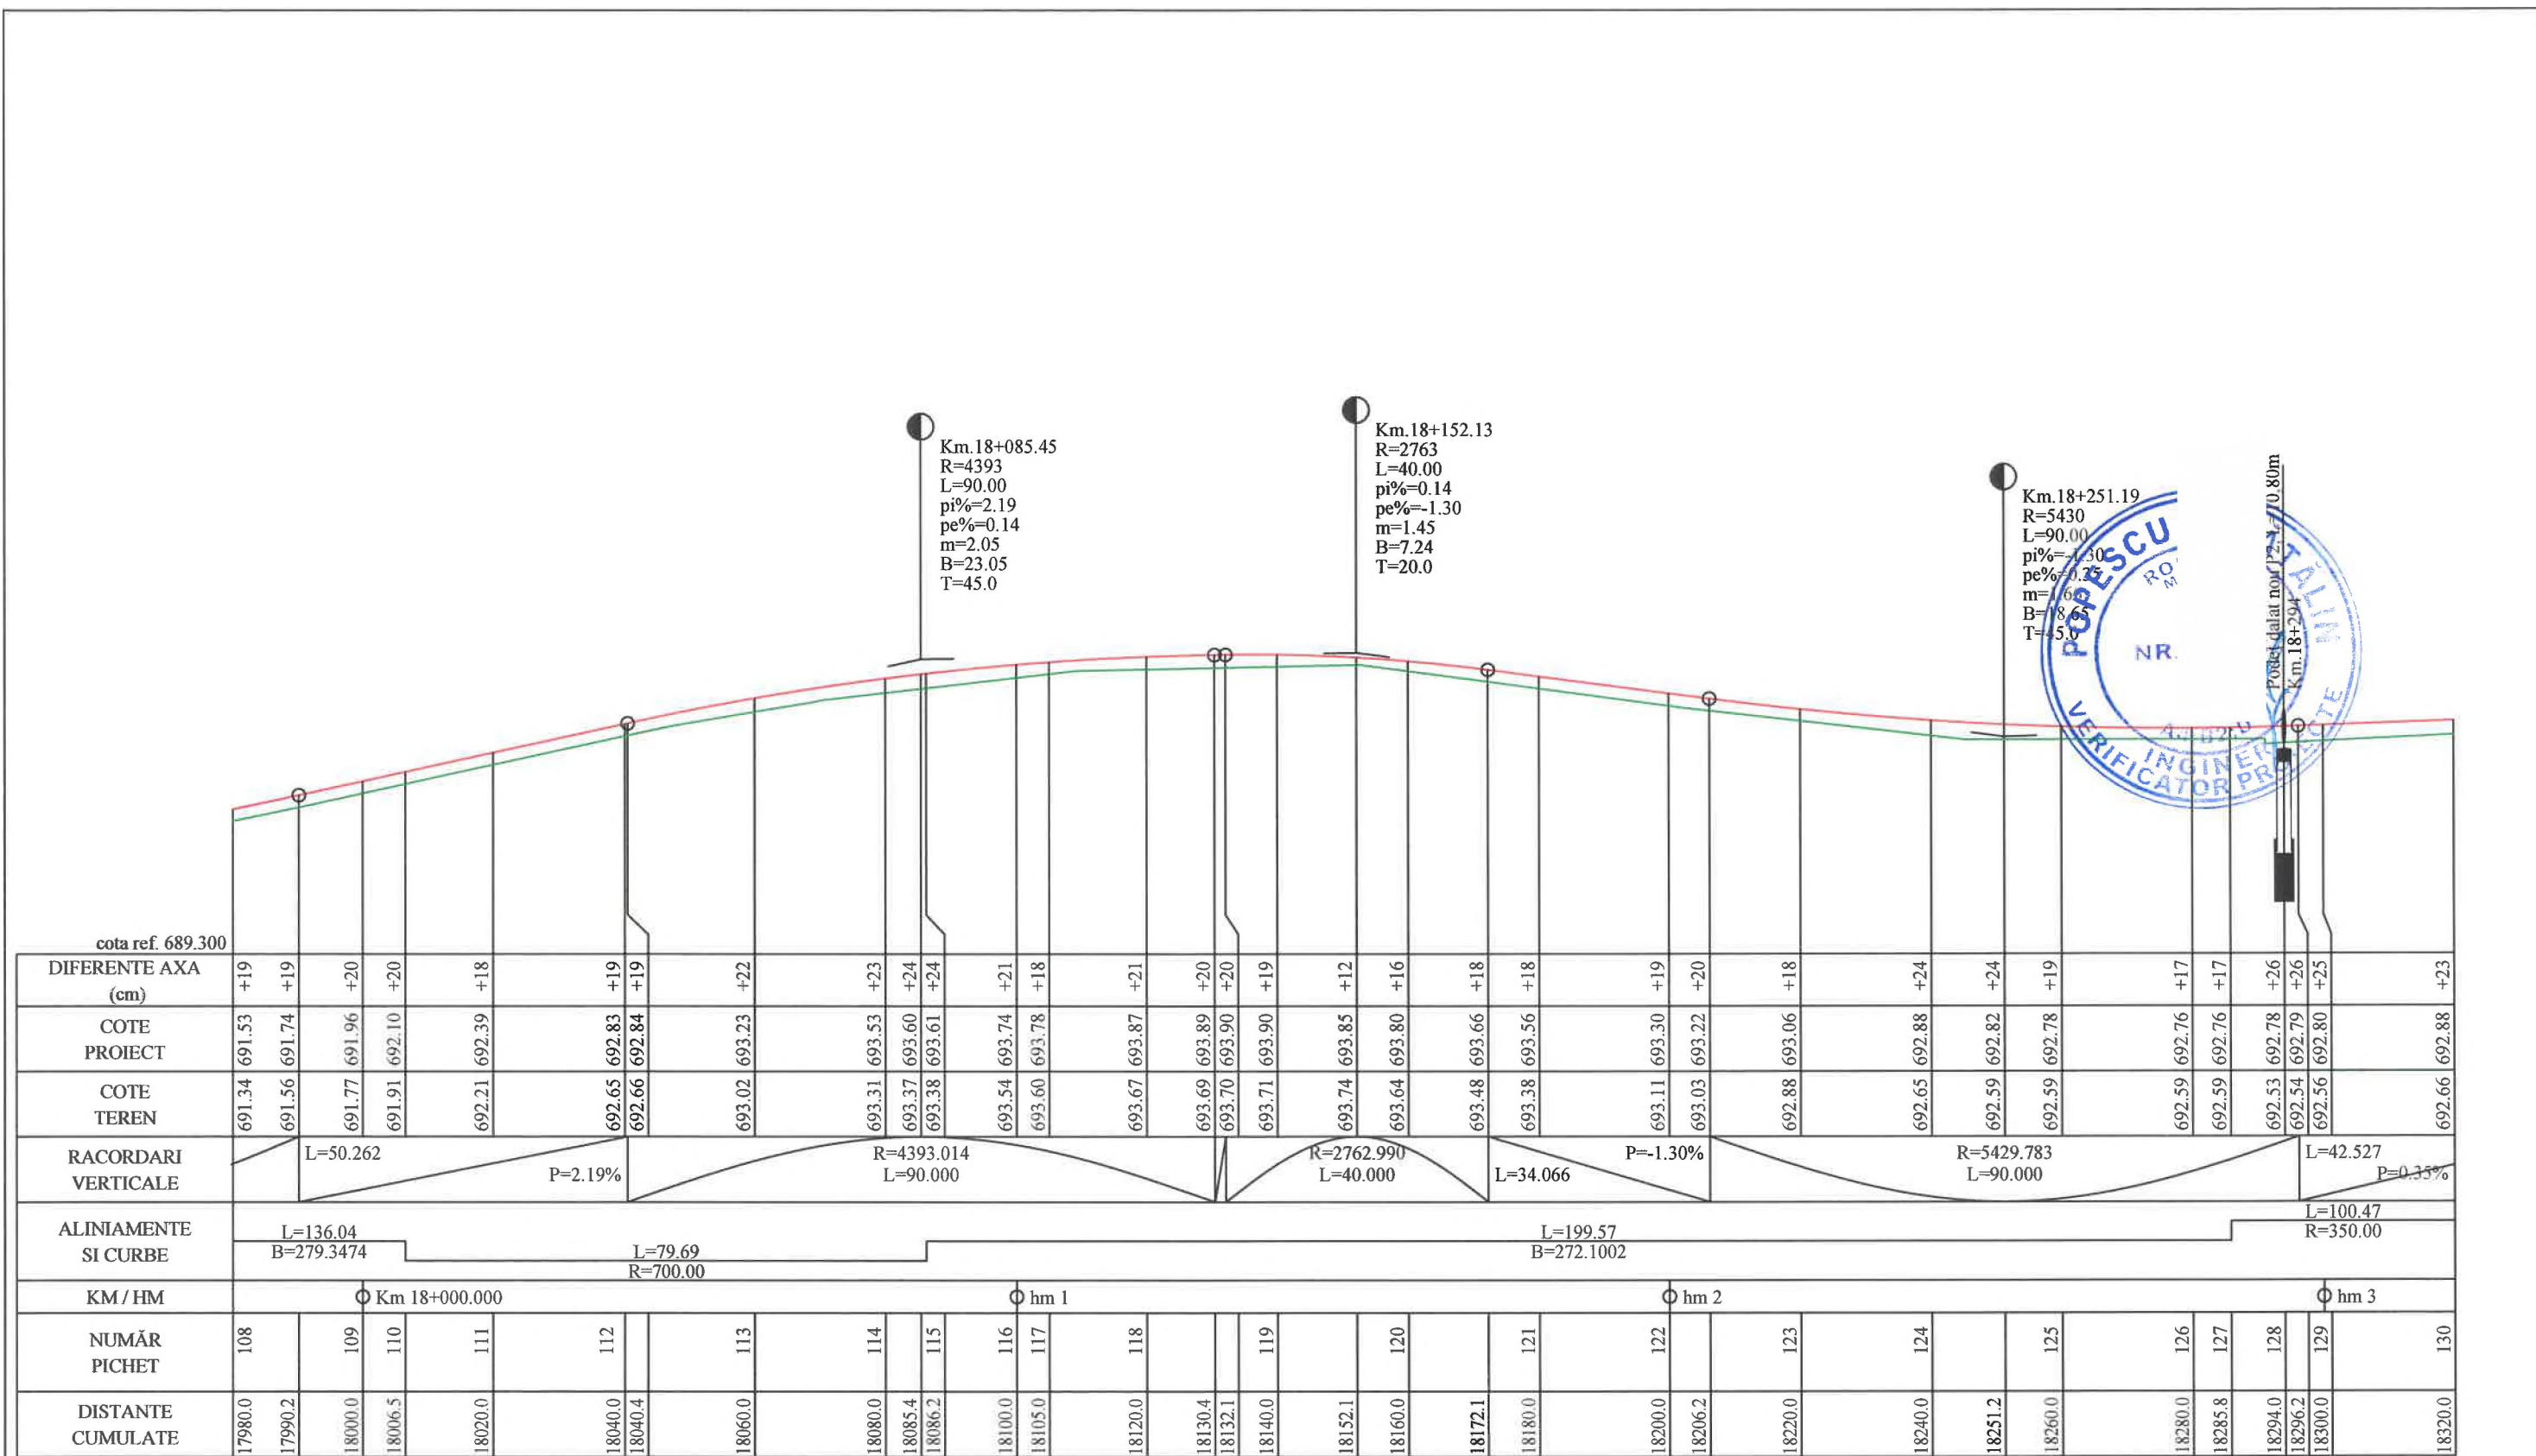 Km.18+085.45
R=4393
L=90.00
pi%=2.19
pe%=0.14
m=2.05
B=23.05
T=45.0
Km.18+152.13
R=2763
L=40.00
pi%=0.14
pe%=-1.30
m=1.45
B=7.24
T=20.0
Km.18+251.19
R=5430
L=90.00
pi%=-1.30
pe%=0.35
B=18.65
T=45.0
Podet dalat nou P2, L=10.80m
Km.18+294
POPESCU
NR.
INGINER
VERIFICATOR PROIECTE
cota ref. 689.300
DIFERENTE AXA
(cm)
+19 +19 +20 +20 +18 +19 +19 +22 +23 +24 +24 +21 +18 +21 +20 +20 +19 +12 +16 +18 +18 +19 +20 +18 +24 +24 +19 +17 +17 +26 +26 +25 +23
COTE
PROIECT
691.53 691.74 691.96 692.10 692.39 692.83 692.84 693.23 693.53 693.60 693.61 693.74 693.78 693.87 693.89 693.90 693.90 693.85 693.80 693.66 693.56 693.30 693.22 693.06 692.88 692.82 692.78 692.76 692.76 692.78 692.79 692.80 692.88
COTE
TEREN
691.34 691.56 691.77 691.91 692.21 692.65 692.66 693.02 693.31 693.37 693.38 693.54 693.60 693.67 693.69 693.70 693.71 693.74 693.64 693.48 693.38 693.11 693.03 692.88 692.65 692.59 692.59 692.59 692.59 692.53 692.54 692.56 692.66
RACORDARI
VERTICALE
L=50.262
P=2.19%
R=4393.014
L=90.000
R=2762.990
L=40.000
L=34.066
P=-1.30%
R=5429.783
L=90.000
L=42.527
P=0.35%
ALINIAMENTE
SI CURBE
L=136.04
B=279.3474
L=79.69
R=700.00
L=199.57
B=272.1002
L=100.47
R=350.00
KM / HM
Km 18+000.000
hm 1
hm 2
hm 3
NUMĂR
PICHET
108 109 110 111 112 113 114 115 116 117 118 119 120 121 122 123 124 125 126 127 128 129 130
DISTANTE
CUMULATE
17980.0 17990.2 18000.0 18006.5 18020.0 18040.0 18040.4 18060.0 18080.0 18085.4 18086.2 18100.0 18105.0 18120.0 18130.4 18132.1 18140.0 18152.1 18160.0 18172.1 18180.0 18200.0 18206.2 18220.0 18240.0 18251.2 18260.0 18280.0 18285.8 18294.0 18296.2 18300.0 18320.0